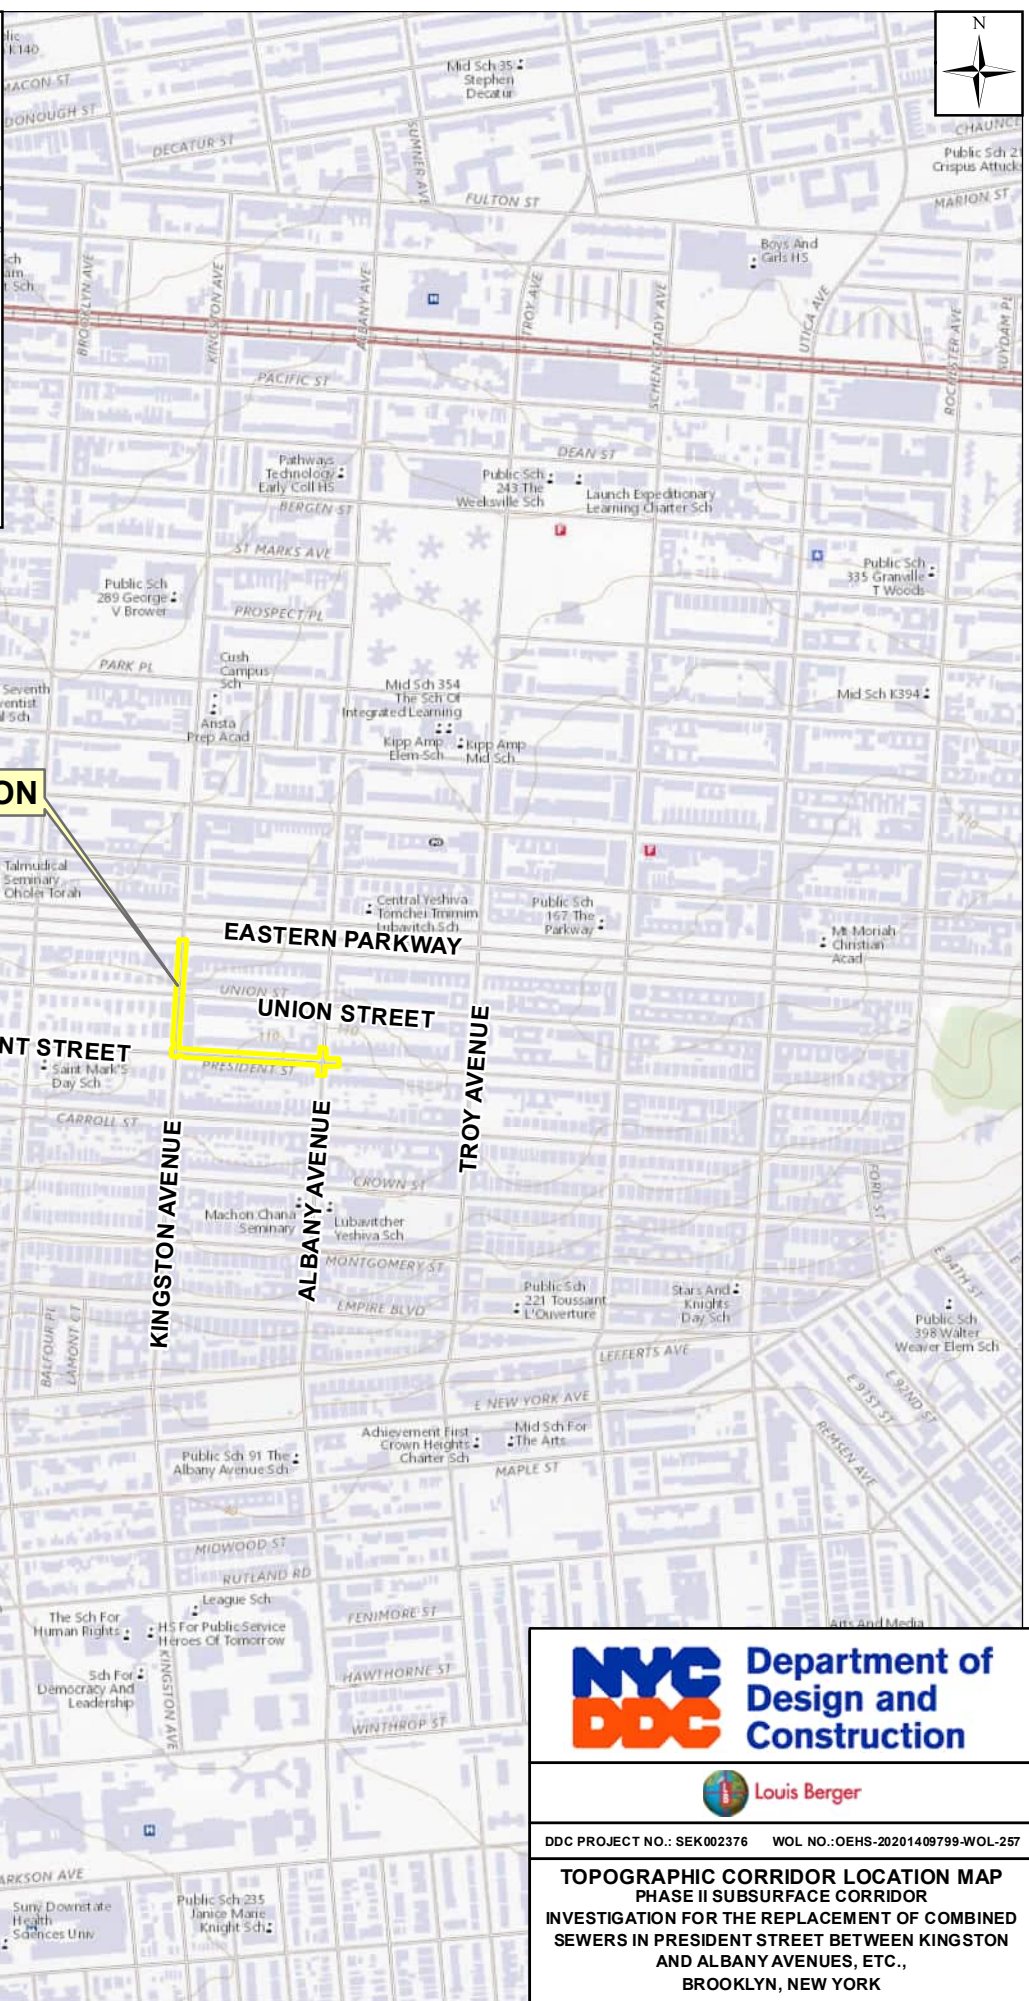 N
K140
MACON ST
DONOUGH ST
DECATUR ST
SUMNER AVE
Mid Sch 35
Stephen
Decatur
CHAUNCE
Public Sch 21
Crispus Attucks
MARION ST
FULTON ST
Boys And
Girls HS
BROOKLYN AVE
KINGSTON AVE
ALBANY AVE
H
TROY AVE
SCHENECTADY AVE
UTICA AVE
ROCHESTER AVE
SUYDAM PL
PACIFIC ST
DEAN ST
Pathways
Technology
Early Coll HS
Public Sch
243 The
Weeksville Sch
Launch Expeditionary
Learning Charter Sch
BERGEN ST
F
ST MARKS AVE
Public Sch
289 George
V Brower
PROSPECT PL
Public Sch
335 Granville
T Woods
PARK PL
Cush
Campus
Sch
Seventh
Mid Sch 354
The Sch Of
Integrated Learning
Mid Sch K394
Ansta
Prep Acad
Kipp Amp
Elem Sch
Kipp Amp
Mid Sch
ON
110
PO
F
Talmudical
Seminary
Oholei Torah
Central Yeshiva
Tomchei Tmimim
Lubavitch Sch
Public Sch
167 The
Parkway
Mt Moriah
Christian
Acad
EASTERN PARKWAY
UNION ST
UNION STREET
110
110
NT STREET
PRESIDENT ST
Saint Mark'S
Day Sch
CARROLL ST
TROY AVENUE
KINGSTON AVENUE
ALBANY AVENUE
CROWN ST
FORD ST
Machon Chana
Seminary
Lubavitcher
Yeshiva Sch
MONTGOMERY ST
E 94TH ST
EMPIRE BLVD
Public Sch
221 Toussaint
L'Ouverture
Stars And
Knights
Day Sch
Public Sch
398 Walter
Weaver Elem Sch
BALFOUR PL
LAMONT CT
LEFFERTS AVE
E 91ST ST
E 92ND ST
E NEW YORK AVE
REMSEN AVE
Achievement First
Crown Heights
Charter Sch
Mid Sch For
The Arts
Public Sch 91 The
Albany Avenue Sch
MAPLE ST
MIDWOOD ST
RUTLAND RD
League Sch
The Sch For
Human Rights
HS For Public Service
Heroes Of Tomorrow
FENIMORE ST
Arts And Media
Sch For
Democracy And
Leadership
KINGSTON AVE
HAWTHORNE ST
WINTHROP ST
H
ARKSON AVE
Suny Downstate
Health
Sciences Univ
Public Sch 235
Janice Marie
Knight Sch
NYC
DDC
Department of
Design and
Construction
Louis Berger
DDC PROJECT NO.: SEK002376 WOL NO.:OEHS-20201409799-WOL-257
TOPOGRAPHIC CORRIDOR LOCATION MAP
PHASE II SUBSURFACE CORRIDOR
INVESTIGATION FOR THE REPLACEMENT OF COMBINED
SEWERS IN PRESIDENT STREET BETWEEN KINGSTON
AND ALBANY AVENUES, ETC.,
BROOKLYN, NEW YORK